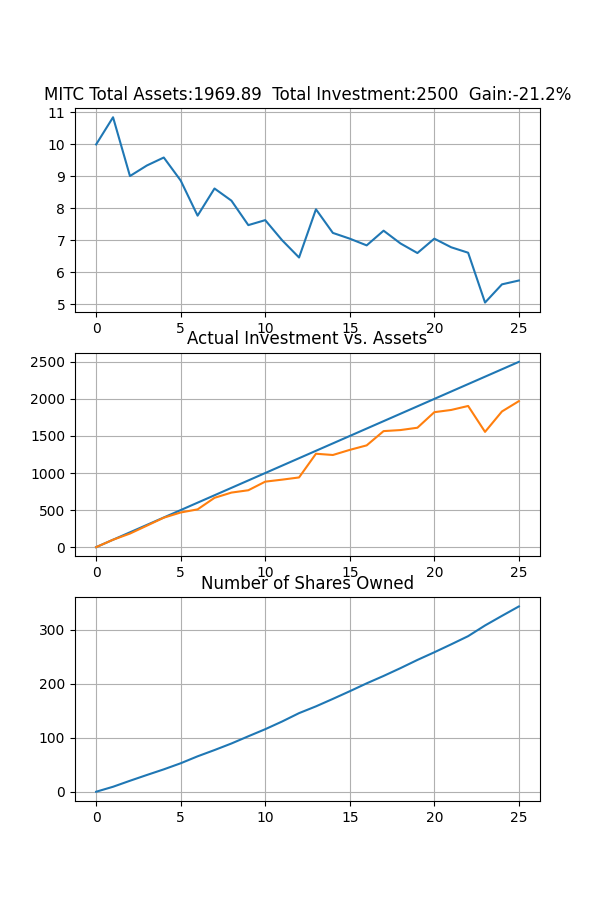 MITC Total Assets:1969.89  Total Investment:2500  Gain:-21.2%
11
10
9
8
7
6
5
0 5 10 15 20 25
Actual Investment vs. Assets
2500
2000
1500
1000
500
0
0 5 10 15 20 25
Number of Shares Owned
300
200
100
0
0 5 10 15 20 25